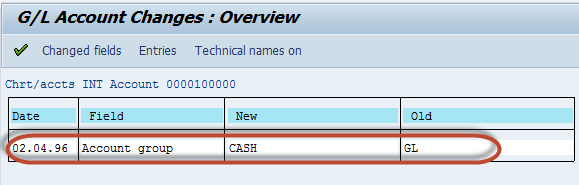 G/L Account Changes : Overview
Changed fields Entries Technical names on
Chrt/accts INT Account 0000100000
Date Field New Old
02.04.96 Account group CASH GL